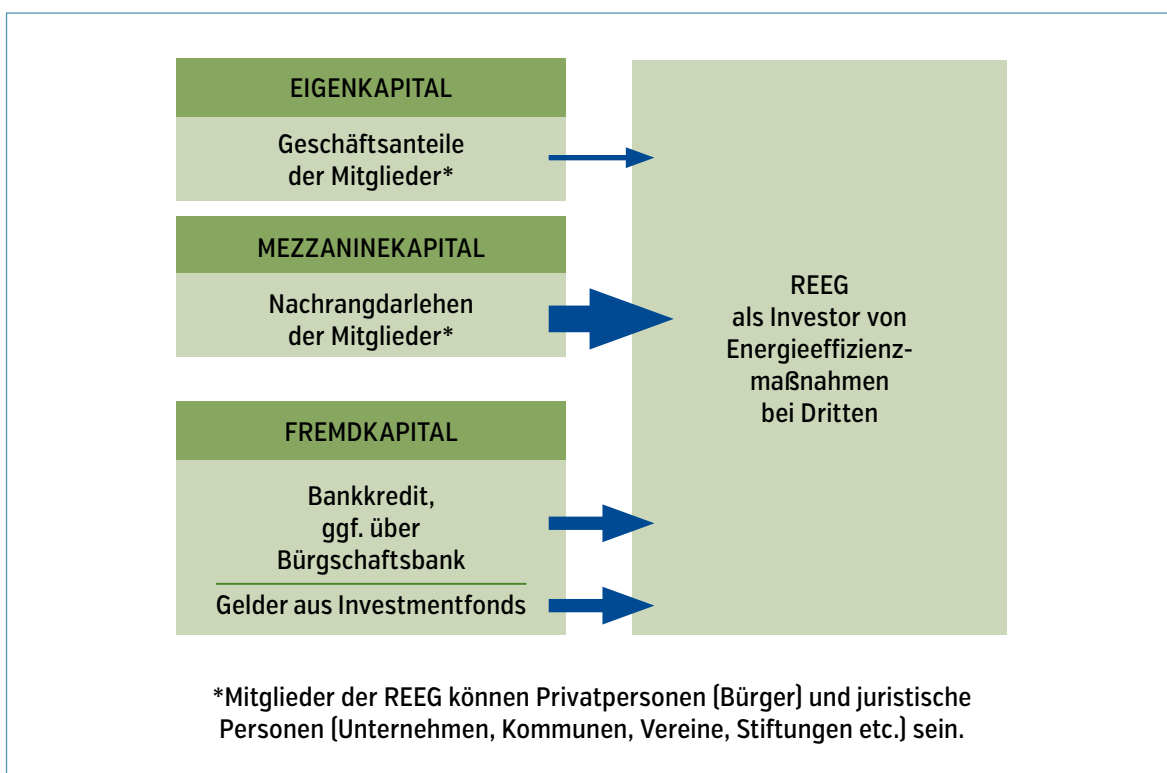 EIGENKAPITAL
Geschäftsanteile
der Mitglieder*
MEZZANINEKAPITAL
Nachrangdarlehen
der Mitglieder*
FREMDKAPITAL
Bankkredit,
ggf. über
Bürgschaftsbank
Gelder aus Investmentfonds
REEG
als Investor von
Energieeffizienz-
maßnahmen
bei Dritten
*Mitglieder der REEG können Privatpersonen (Bürger) und juristische
Personen (Unternehmen, Kommunen, Vereine, Stiftungen etc.) sein.